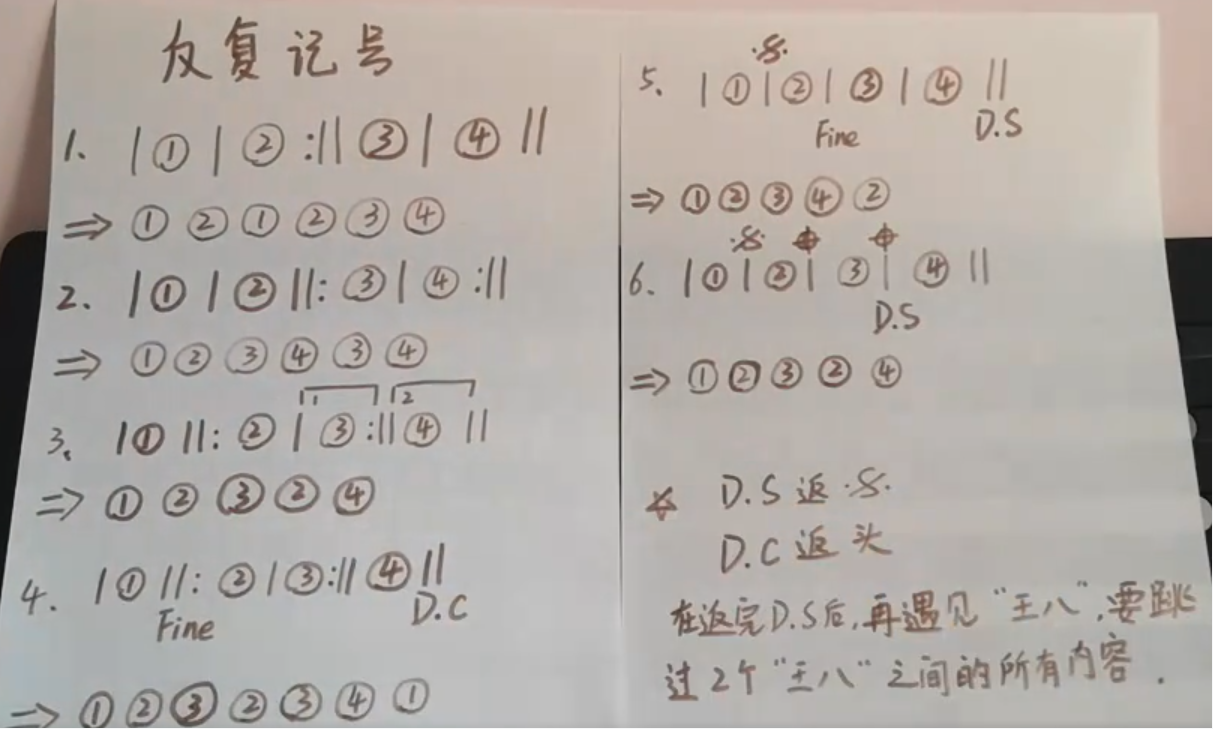 反复记号
1. | ① | ② :|| ③ | ④ ||
⇒ ① ② ① ② ③ ④
2. | ① | ② ||: ③ | ④ :||
⇒ ① ② ③ ④ ③ ④
1 2
3、 | ① ||: ② | ③ :|| ④ ||
⇒ ① ② ③ ② ④
4. | ① ||: ② | ③ :|| ④ ||
Fine D.C
⇒ ① ② ③ ② ③ ④ ①
𝄋
5、 | ① | ② | ③ | ④ ||
Fine D.S
⇒ ① ② ③ ④ ②
𝄋 𝄌 𝄌
6. | ① | ② | ③ | ④ ||
D.S
⇒ ① ② ③ ② ④
☆ D.S 返 𝄋
D.C 返 头
在返完D.S后,再遇见“王八”,要跳
过2个“王八”之间的所有内容.